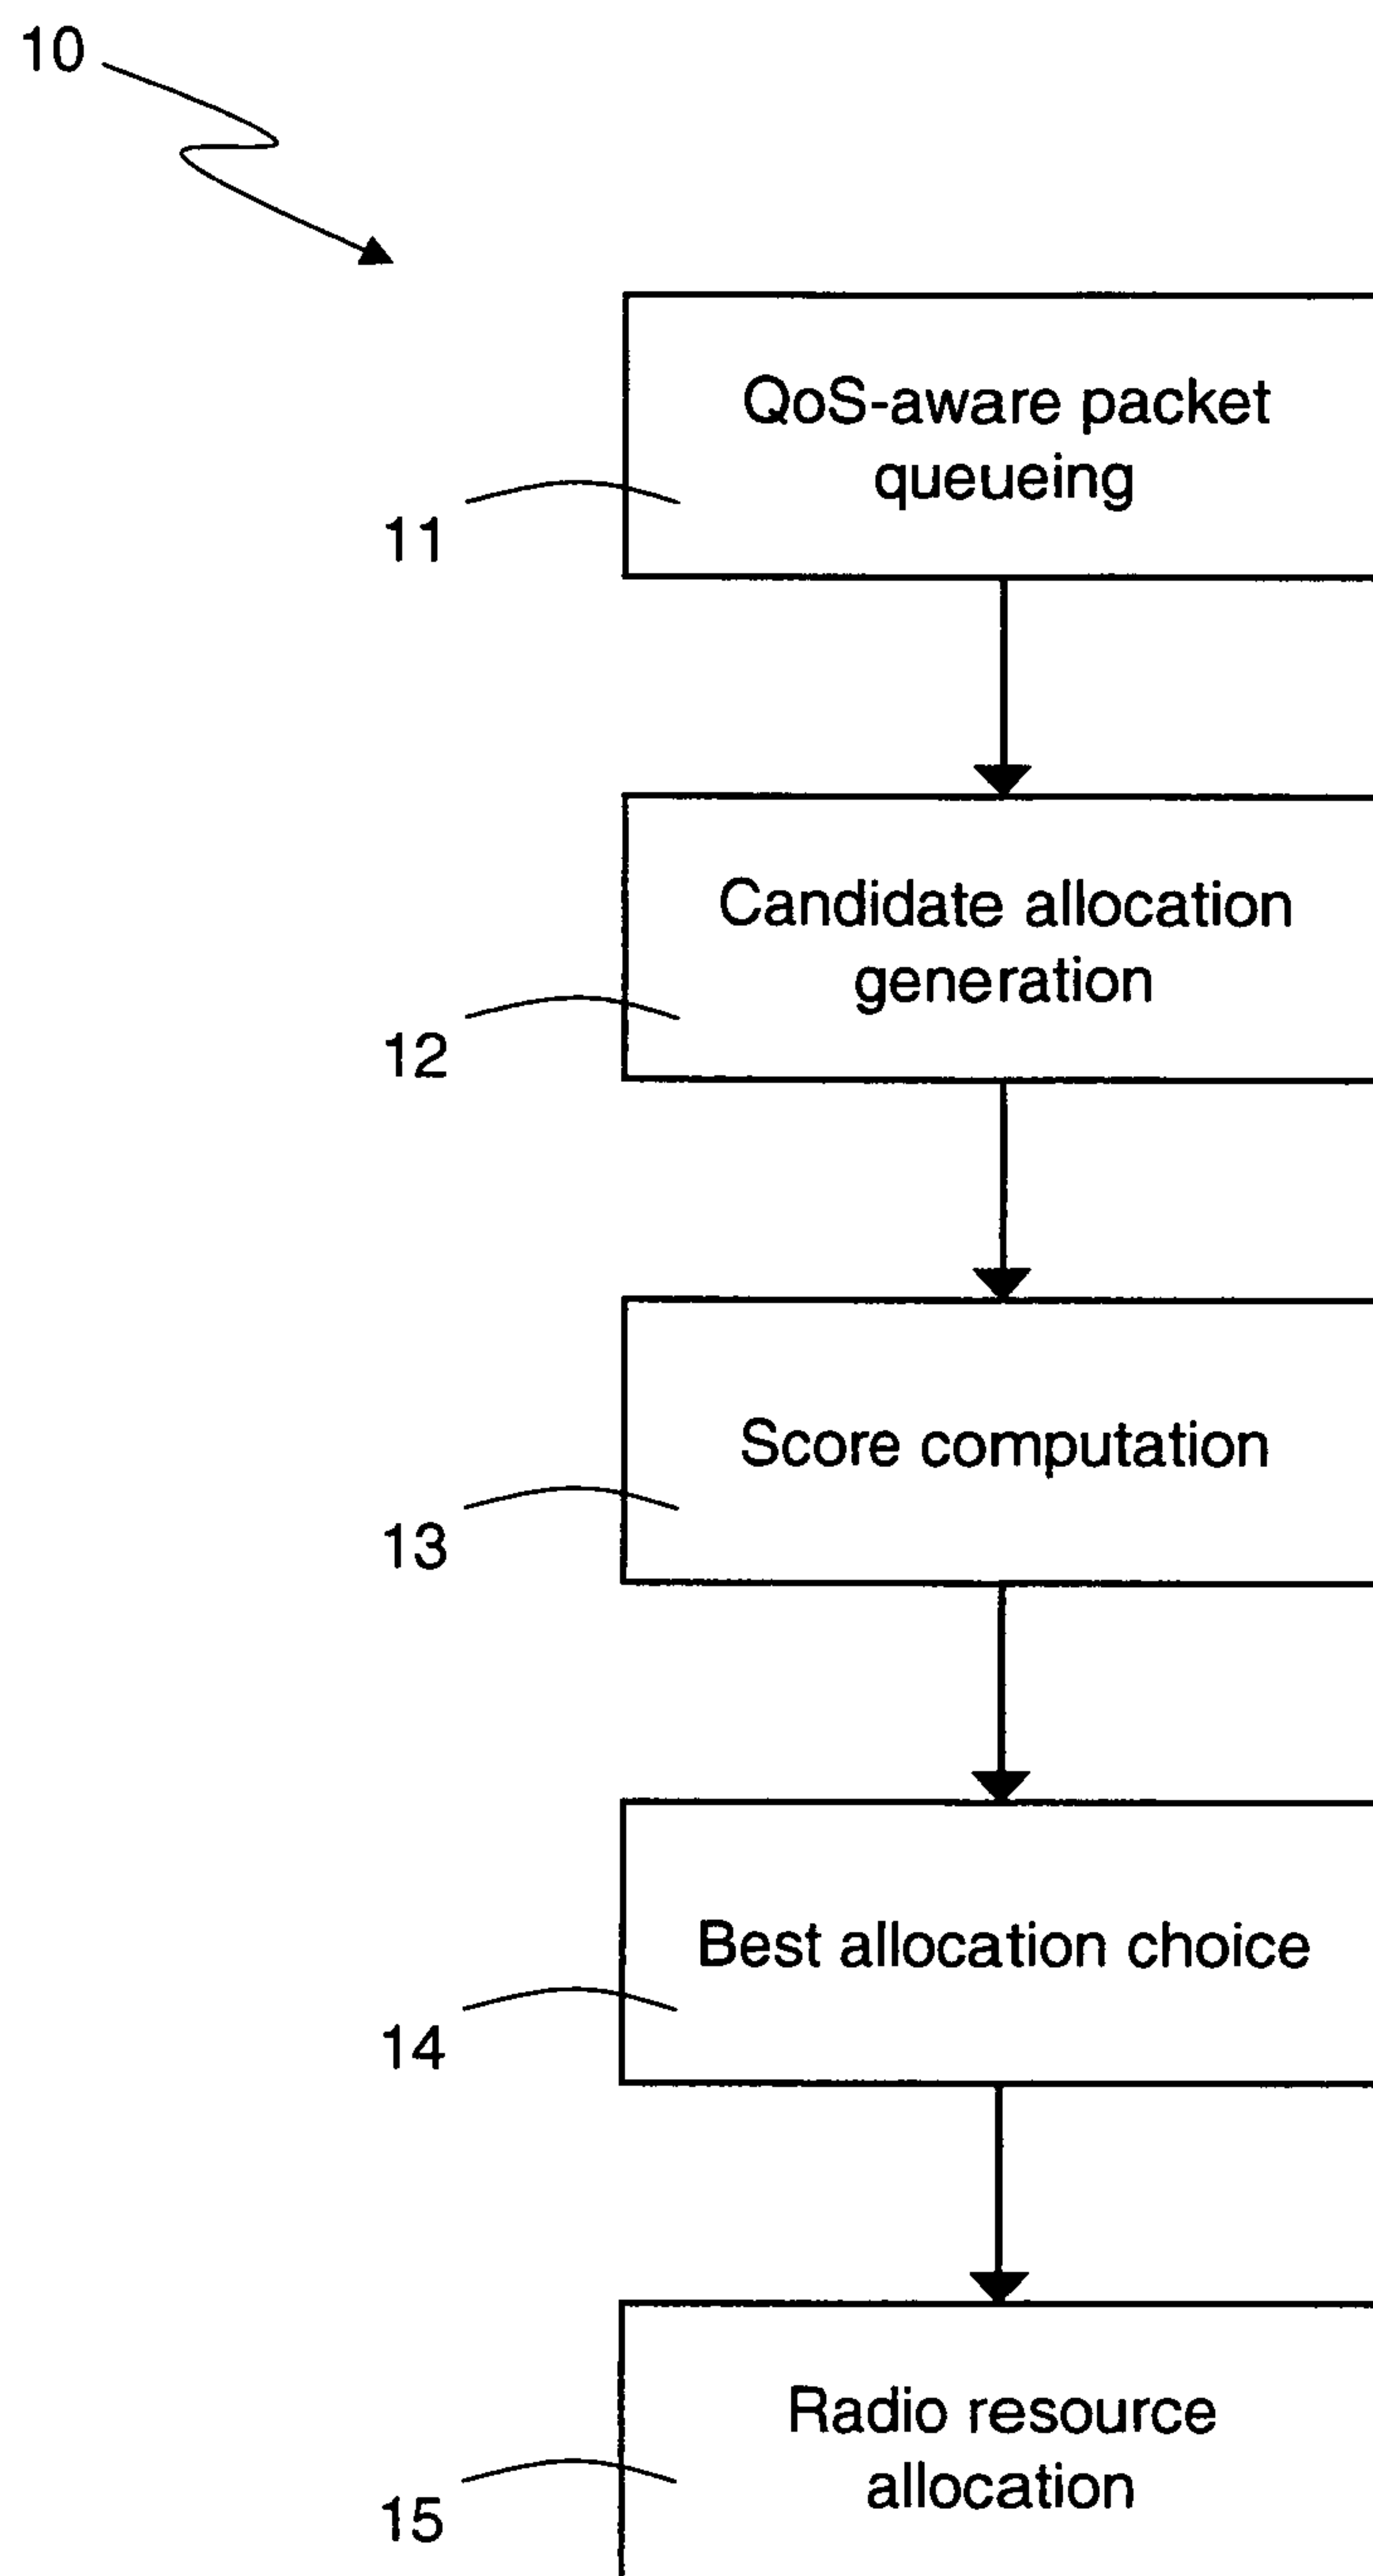 10
QoS-aware packet
queueing
11
Candidate allocation
generation
12
Score computation
13
Best allocation choice
14
Radio resource
allocation
15